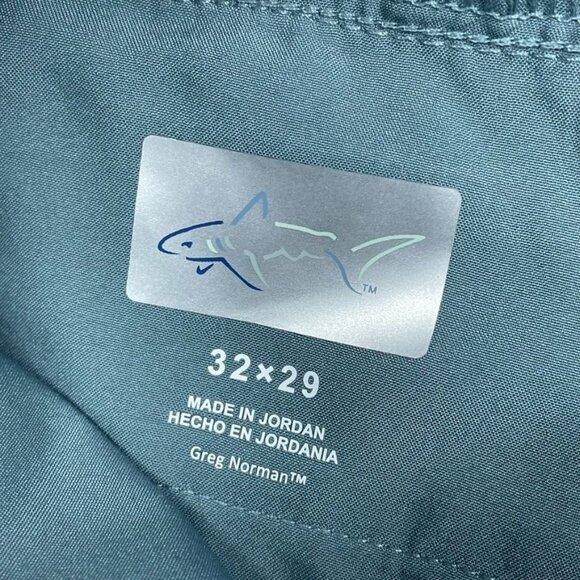 TM
32×29
MADE IN JORDAN
HECHO EN JORDANIA
Greg Norman™